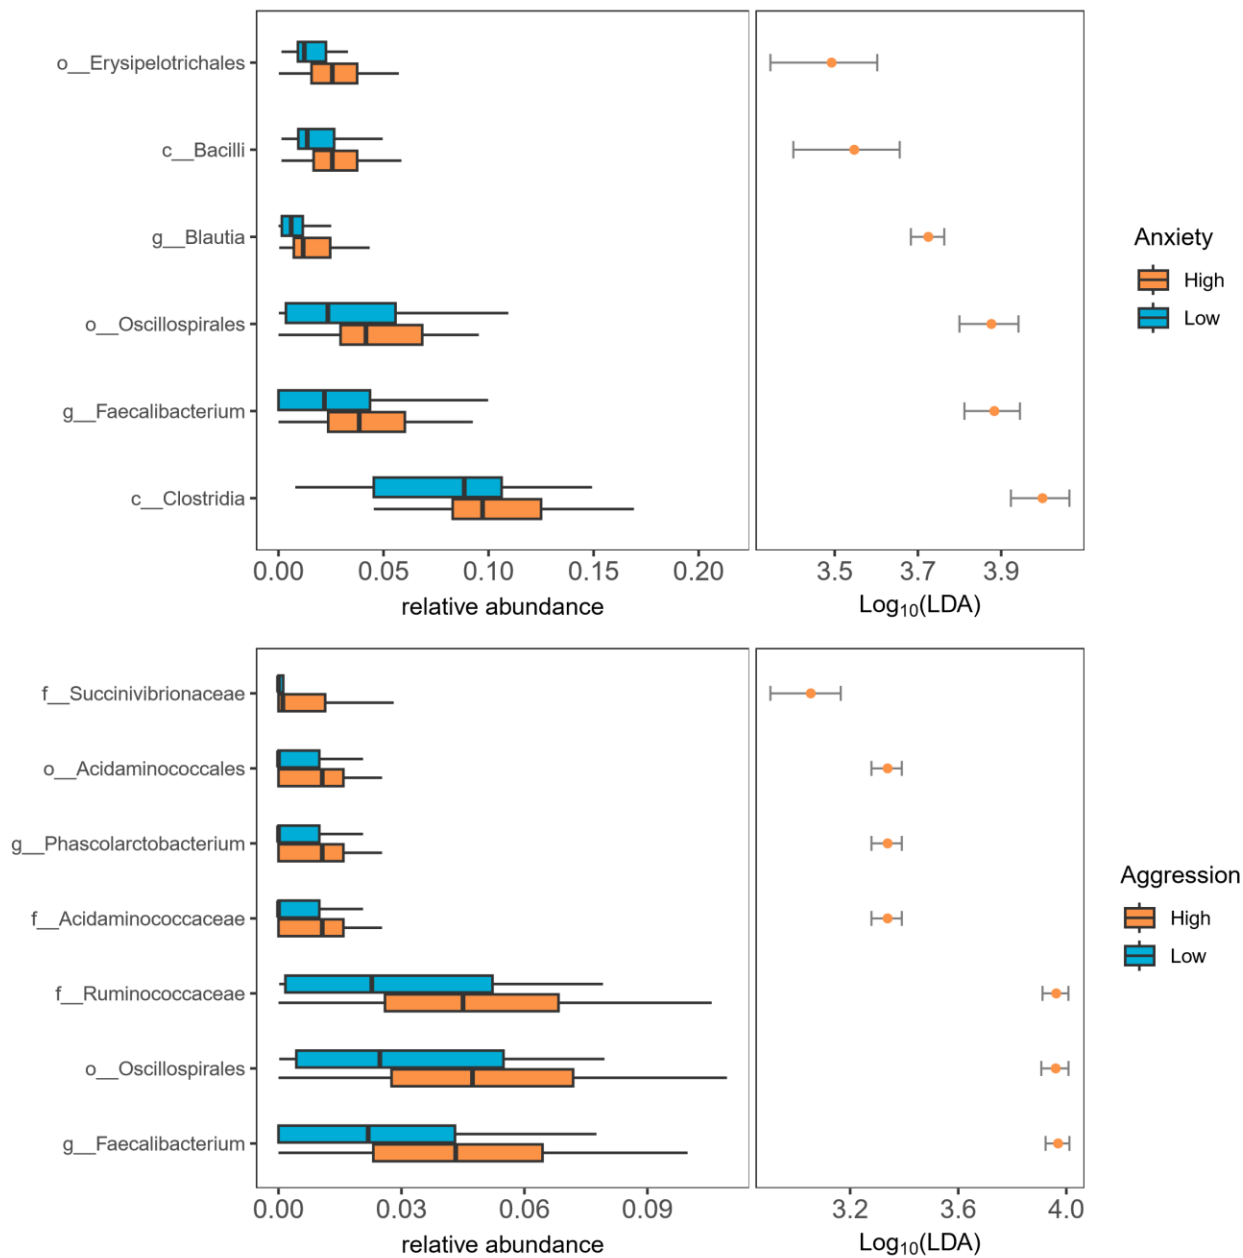 o__Erysipelotrichales
c__Bacilli
g__Blautia
o__Oscillospirales
g__Faecalibacterium
c__Clostridia
0.00 0.05 0.10 0.15 0.20
relative abundance
3.5 3.7 3.9
Log₁₀(LDA)
Anxiety
High
Low
f__Succinivibrionaceae
o__Acidaminococcales
g__Phascolarctobacterium
f__Acidaminococcaceae
f__Ruminococcaceae
o__Oscillospirales
g__Faecalibacterium
0.00 0.03 0.06 0.09
relative abundance
3.2 3.6 4.0
Log₁₀(LDA)
Aggression
High
Low